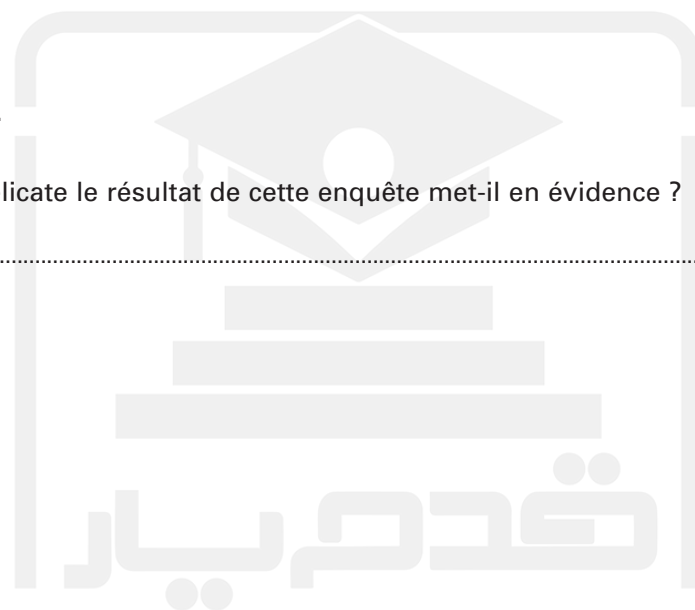 licate le résultat de cette enquête met-il en évidence ?
قدم‌یار